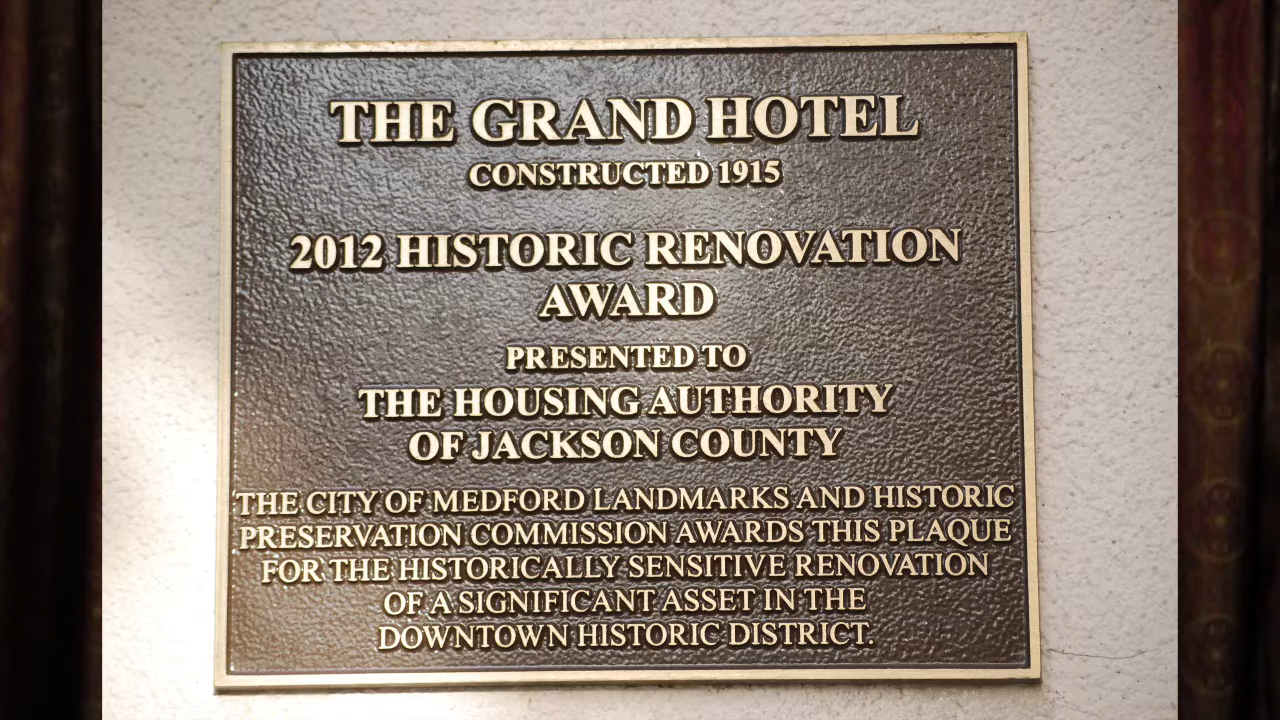 THE GRAND HOTEL
CONSTRUCTED 1915
2012 HISTORIC RENOVATION
AWARD
PRESENTED TO
THE HOUSING AUTHORITY
OF JACKSON COUNTY
THE CITY OF MEDFORD LANDMARKS AND HISTORIC
PRESERVATION COMMISSION AWARDS THIS PLAQUE
FOR THE HISTORICALLY SENSITIVE RENOVATION
OF A SIGNIFICANT ASSET IN THE
DOWNTOWN HISTORIC DISTRICT.